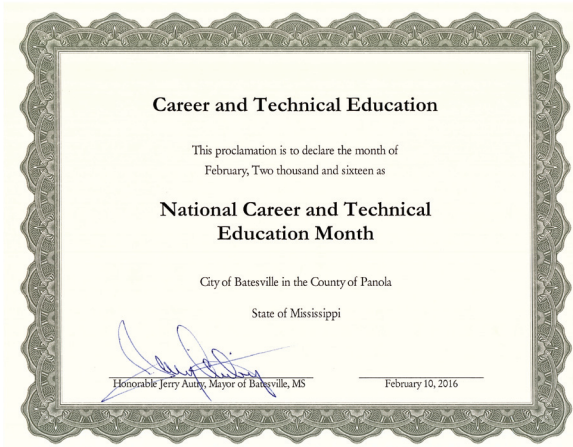 Career and Technical Education
This proclamation is to declare the month of
February, Two thousand and sixteen as
National Career and Technical
Education Month
City of Batesville in the County of Panola
State of Mississippi
Honorable Jerry Autry, Mayor of Batesville, MS
February 10, 2016